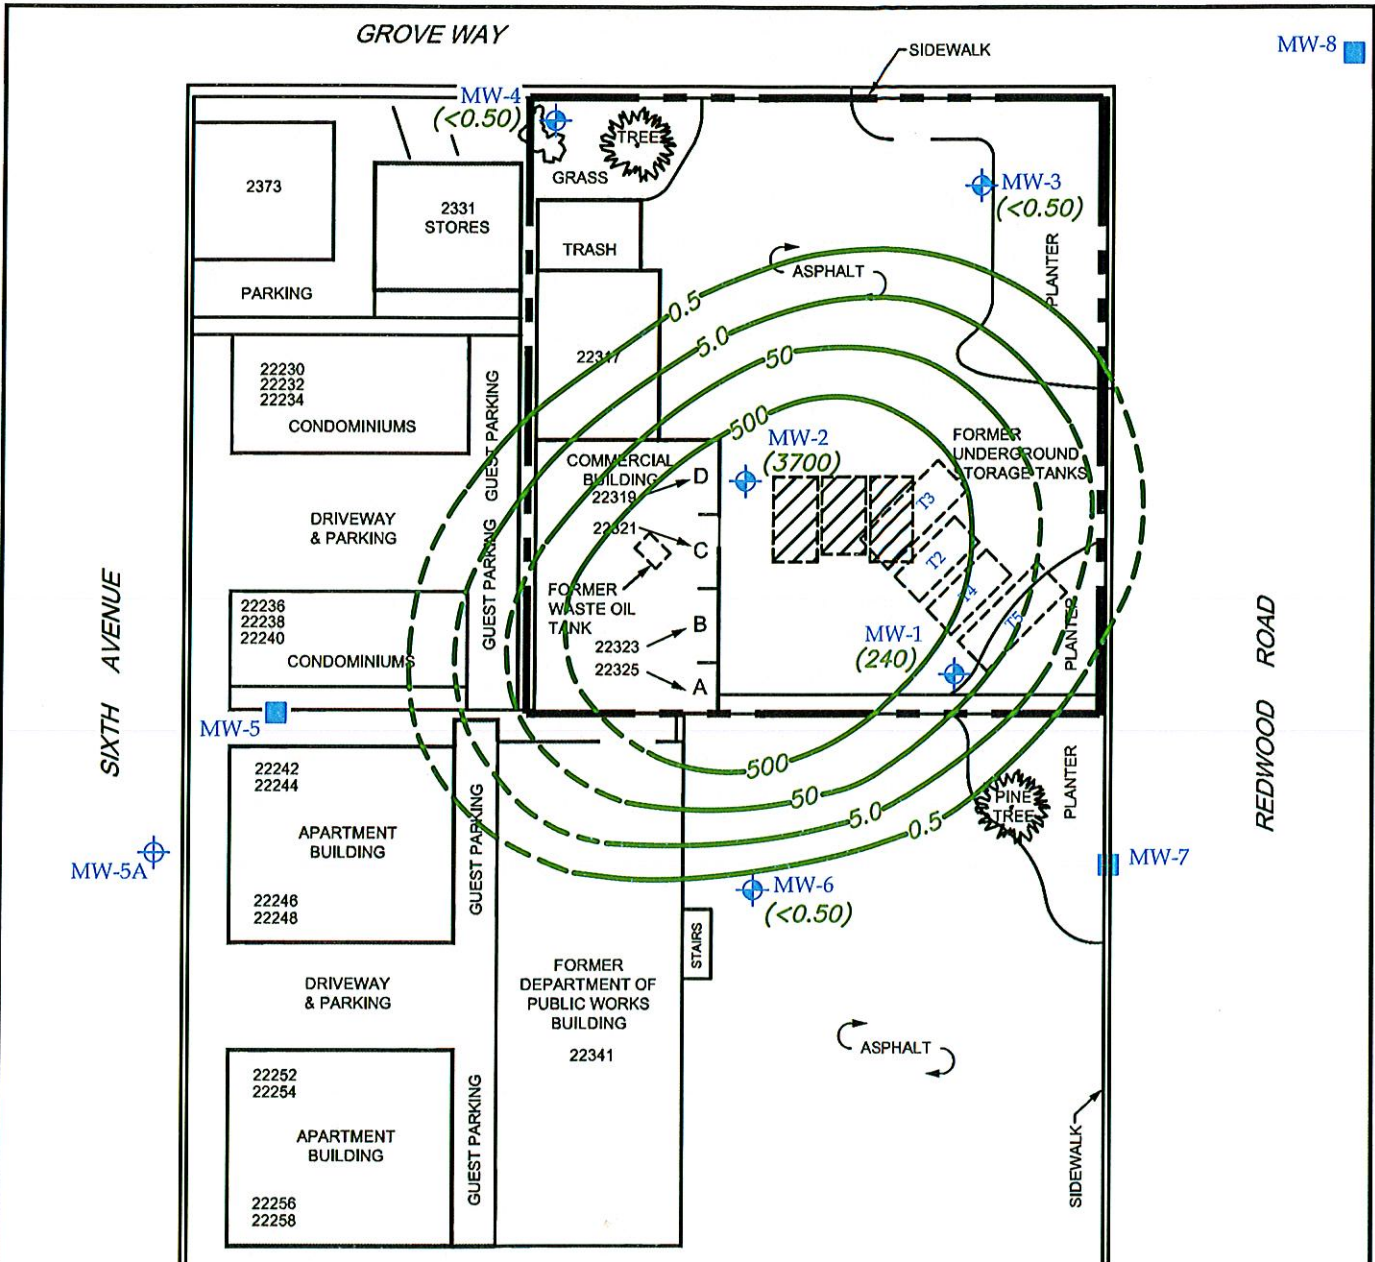 GROVE WAY
MW-8
SIDEWALK
MW-4
(<0.50)
TREE
GRASS
MW-3
(<0.50)
2373
2331
STORES
TRASH
ASPHALT
PLANTER
PARKING
0.5
5.0
50
500
22317
22230
22232
22234
CONDOMINIUMS
GUEST PARKING
MW-2
(3700)
FORMER
UNDERGROUND
STORAGE TANKS
COMMERCIAL
BUILDING
22319
D
22321
C
T3
T2
T4
T5
DRIVEWAY
& PARKING
GUEST PARKING
FORMER
WASTE OIL
TANK
22323
B
22325
A
MW-1
(240)
PLANTER
22236
22238
22240
CONDOMINIUMS
SIXTH AVENUE
REDWOOD ROAD
MW-5
22242
22244
APARTMENT
BUILDING
22246
22248
GUEST PARKING
500
50
5.0
0.5
PINE
TREE
PLANTER
MW-5A
MW-7
MW-6
(<0.50)
STAIRS
DRIVEWAY
& PARKING
FORMER
DEPARTMENT OF
PUBLIC WORKS
BUILDING
22341
ASPHALT
22252
22254
APARTMENT
BUILDING
22256
22258
GUEST PARKING
SIDEWALK